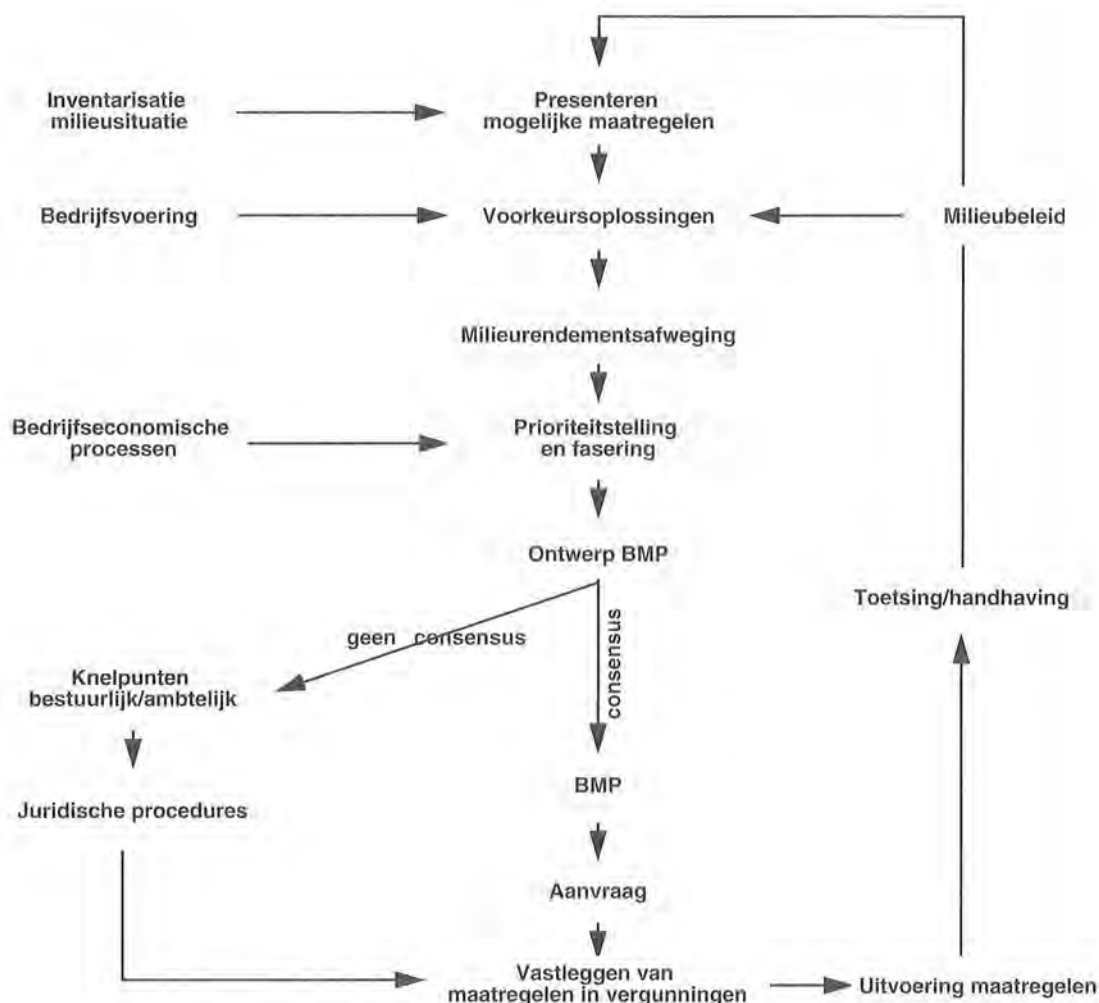 Inventarisatie
milieusituatie
Presenteren
mogelijke maatregelen
Bedrijfsvoering
Voorkeursoplossingen
Milieubeleid
Milieurendementsafweging
Bedrijfseconomische
processen
Prioriteitstelling
en fasering
Ontwerp BMP
Toetsing/handhaving
geen consensus
consensus
Knelpunten
bestuurlijk/ambtelijk
BMP
Juridische procedures
Aanvraag
Vastleggen van
maatregelen in vergunningen
Uitvoering maatregelen